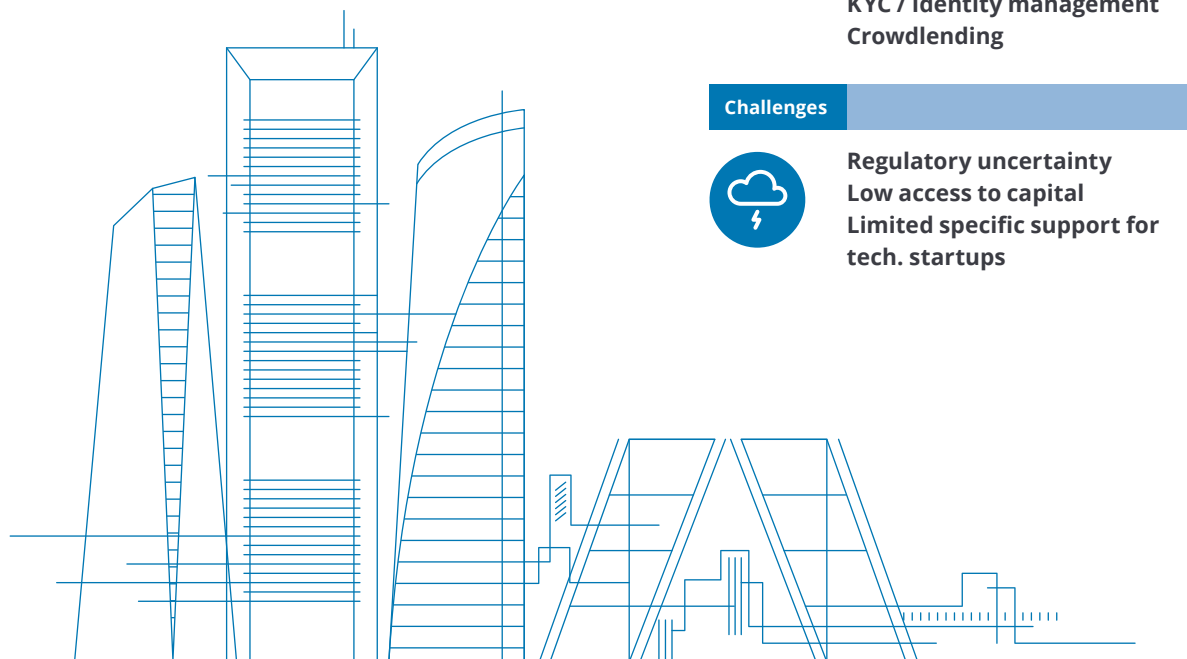 KYC / Identity management
Crowdlending
Challenges
Regulatory uncertainty
Low access to capital
Limited specific support for
tech. startups